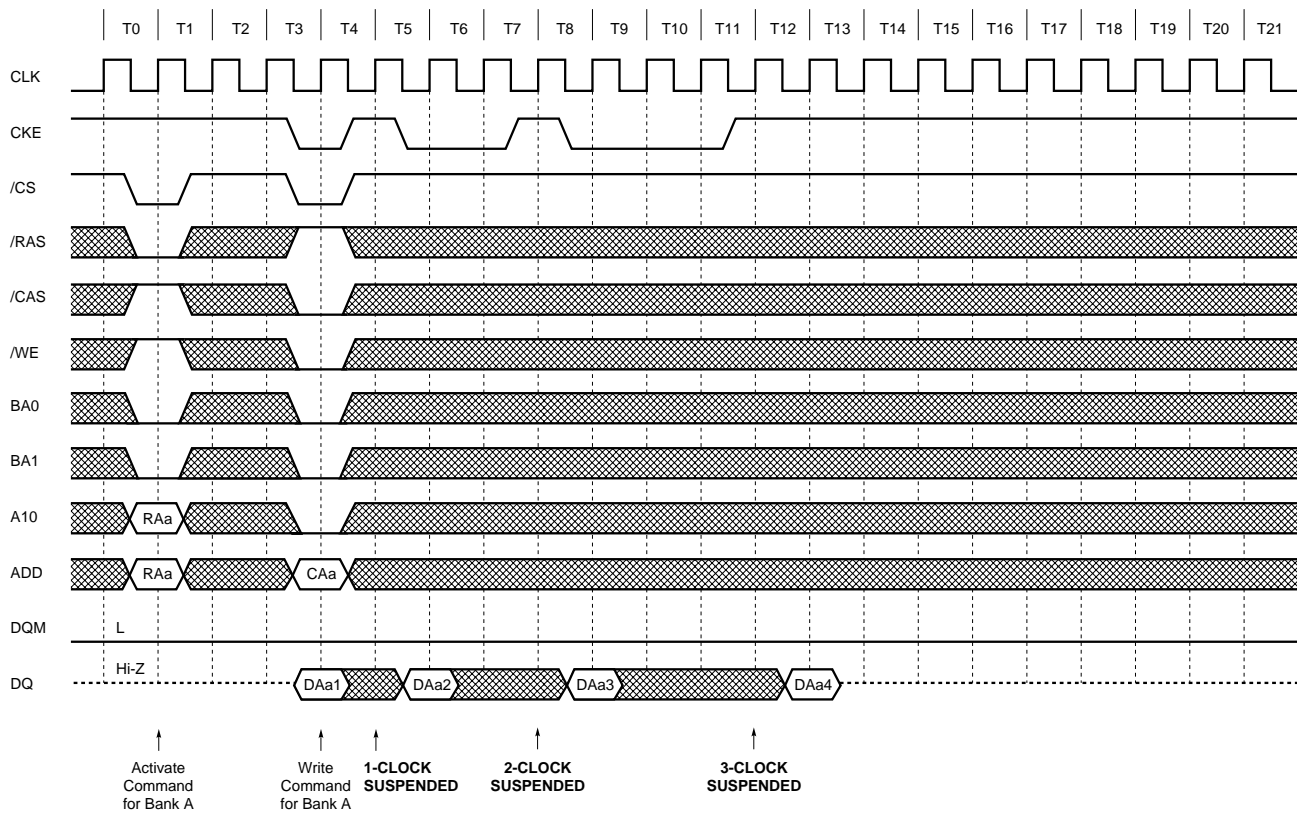 T0 T1 T2 T3 T4 T5 T6 T7 T8 T9 T10 T11 T12 T13 T14 T15 T16 T17 T18 T19 T20 T21
CLK
CKE
/CS
/RAS
/CAS
/WE
BA0
BA1
A10 RAa
ADD RAa CAa
DQM L
DQ Hi-Z DAa1 DAa2 DAa3 DAa4
Activate
Command
for Bank A
Write
Command
for Bank A
1-CLOCK
SUSPENDED
2-CLOCK
SUSPENDED
3-CLOCK
SUSPENDED